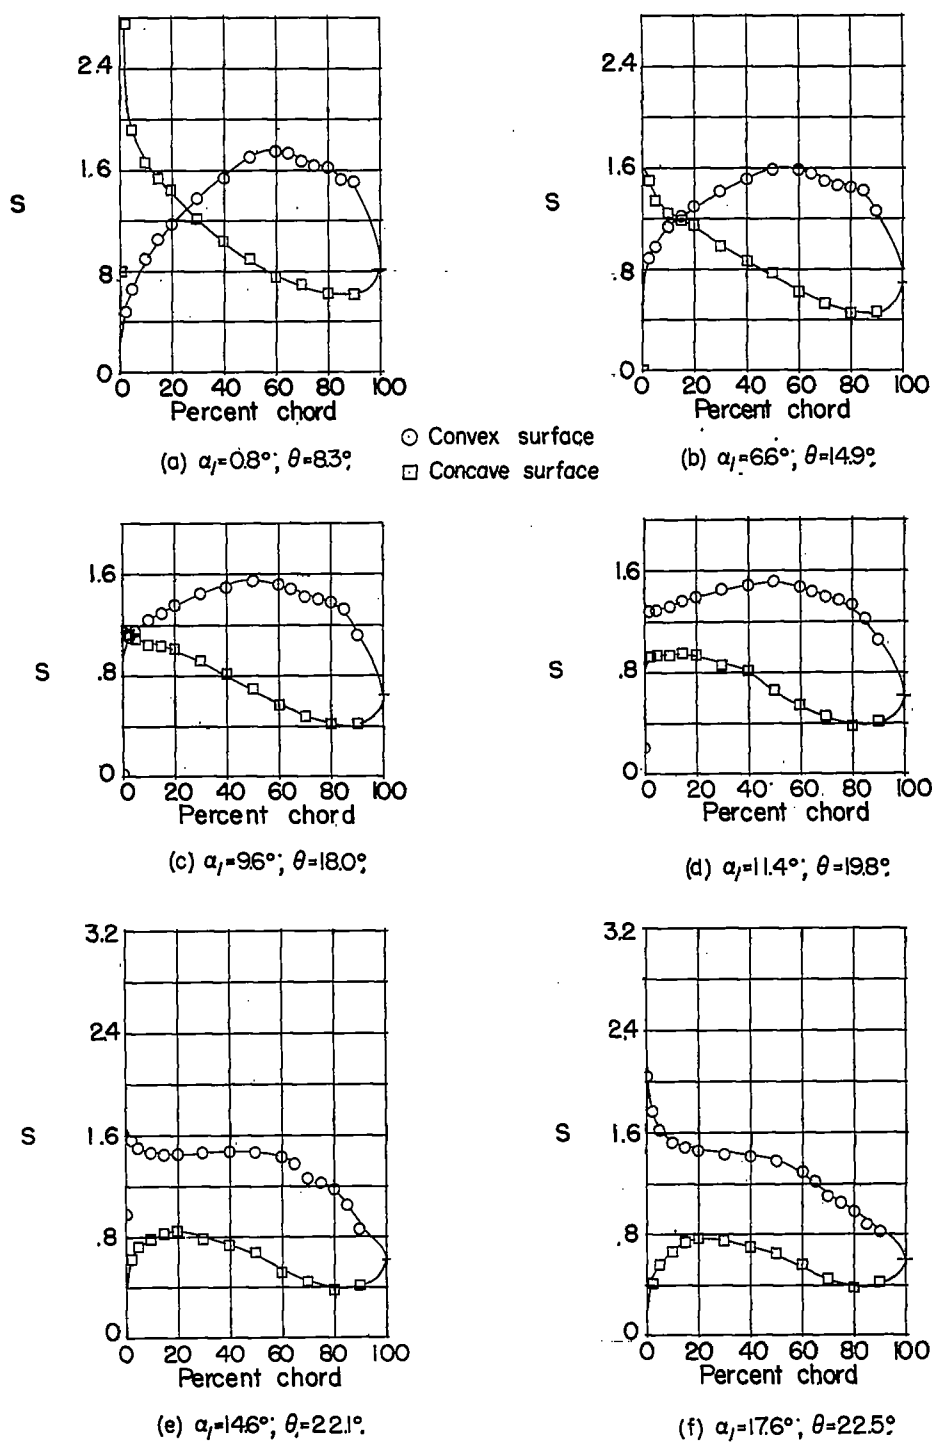 2.4
1.6
S
.8
0
0 20 40 60 80 100
Percent chord
(a) α₁=0.8°; θ=8.3°.
2.4
1.6
S
.8
0
0 20 40 60 80 100
Percent chord
(b) α₁=6.6°; θ=14.9°.
○ Convex surface
□ Concave surface
1.6
S
.8
0
0 20 40 60 80 100
Percent chord
(c) α₁=9.6°; θ=18.0°.
1.6
S
.8
0
0 20 40 60 80 100
Percent chord
(d) α₁=11.4°; θ=19.8°.
3.2
2.4
1.6
S
.8
0
0 20 40 60 80 100
Percent chord
(e) α₁=14.6°; θ=22.1°.
3.2
2.4
1.6
S
.8
0
0 20 40 60 80 100
Percent chord
(f) α₁=17.6°; θ=22.5°